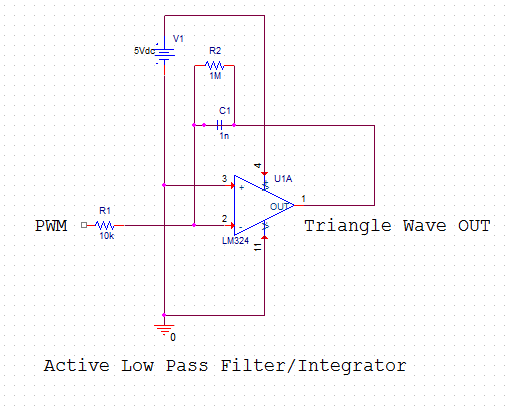 V1
5Vdc
R2
1M
C1
1n
4
U1A
3
+
OUT
1
2
-
LM324
11
R1
PWM
10k
Triangle Wave OUT
0
Active Low Pass Filter/Integrator